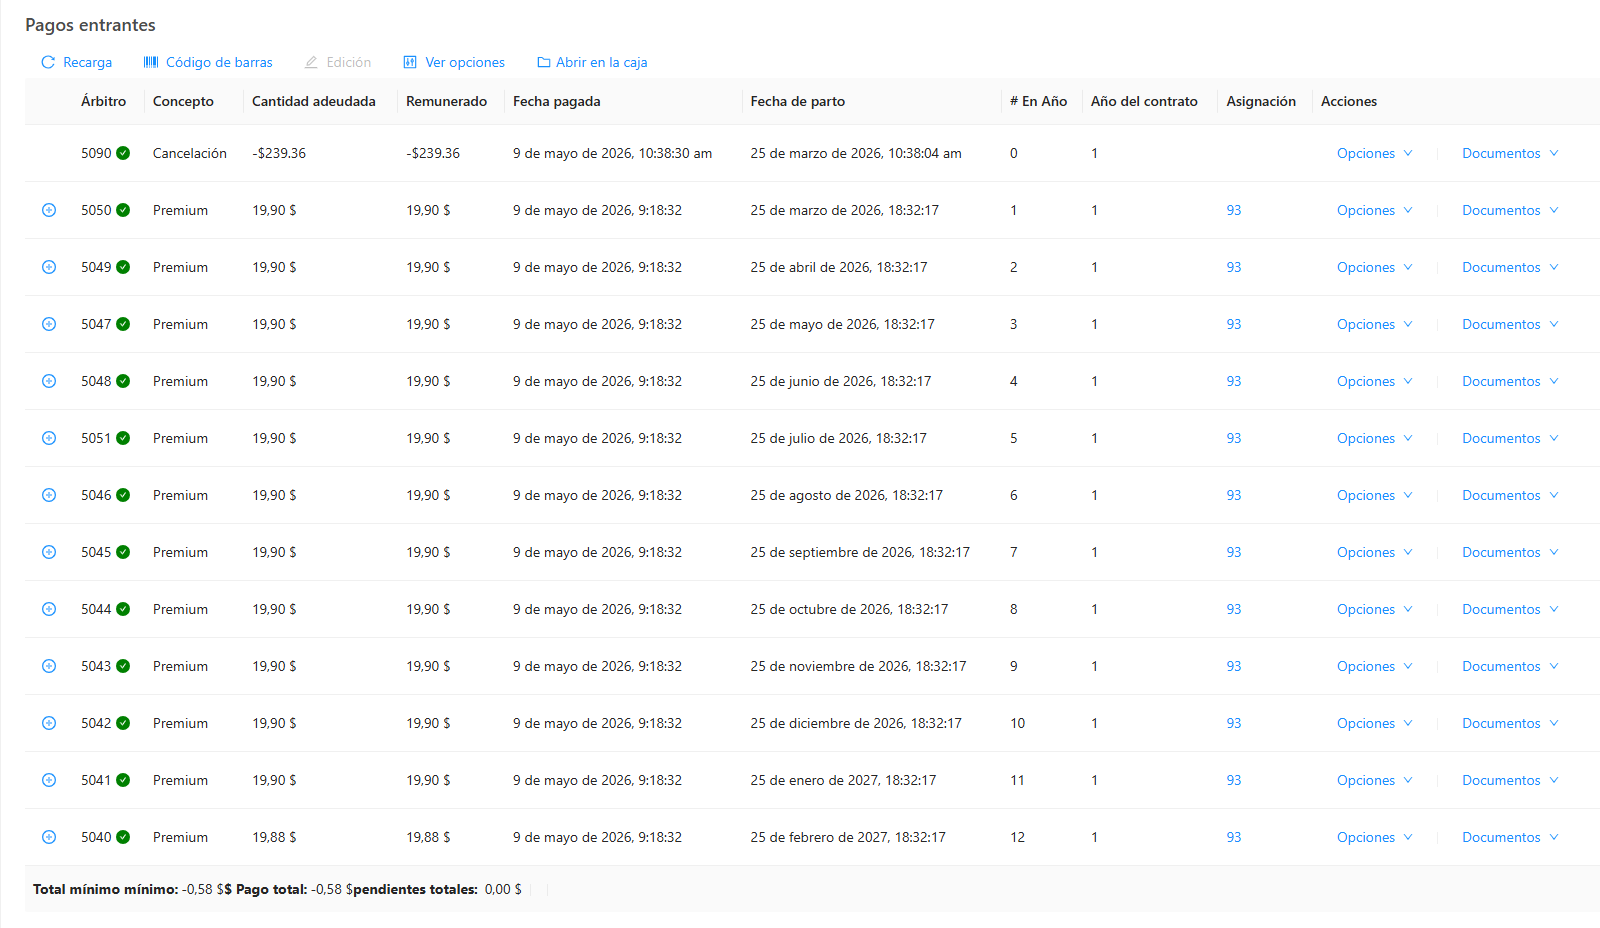 Pagos entrantes
Recarga Código de barras Edición Ver opciones Abrir en la caja
Árbitro Concepto Cantidad adeudada Remunerado Fecha pagada Fecha de parto # En Año Año del contrato Asignación Acciones
5090 Cancelación -$239.36 -$239.36 9 de mayo de 2026, 10:38:30 am 25 de marzo de 2026, 10:38:04 am 0 1 Opciones Documentos
5050 Premium 19,90 $ 19,90 $ 9 de mayo de 2026, 9:18:32 25 de marzo de 2026, 18:32:17 1 1 93 Opciones Documentos
5049 Premium 19,90 $ 19,90 $ 9 de mayo de 2026, 9:18:32 25 de abril de 2026, 18:32:17 2 1 93 Opciones Documentos
5047 Premium 19,90 $ 19,90 $ 9 de mayo de 2026, 9:18:32 25 de mayo de 2026, 18:32:17 3 1 93 Opciones Documentos
5048 Premium 19,90 $ 19,90 $ 9 de mayo de 2026, 9:18:32 25 de junio de 2026, 18:32:17 4 1 93 Opciones Documentos
5051 Premium 19,90 $ 19,90 $ 9 de mayo de 2026, 9:18:32 25 de julio de 2026, 18:32:17 5 1 93 Opciones Documentos
5046 Premium 19,90 $ 19,90 $ 9 de mayo de 2026, 9:18:32 25 de agosto de 2026, 18:32:17 6 1 93 Opciones Documentos
5045 Premium 19,90 $ 19,90 $ 9 de mayo de 2026, 9:18:32 25 de septiembre de 2026, 18:32:17 7 1 93 Opciones Documentos
5044 Premium 19,90 $ 19,90 $ 9 de mayo de 2026, 9:18:32 25 de octubre de 2026, 18:32:17 8 1 93 Opciones Documentos
5043 Premium 19,90 $ 19,90 $ 9 de mayo de 2026, 9:18:32 25 de noviembre de 2026, 18:32:17 9 1 93 Opciones Documentos
5042 Premium 19,90 $ 19,90 $ 9 de mayo de 2026, 9:18:32 25 de diciembre de 2026, 18:32:17 10 1 93 Opciones Documentos
5041 Premium 19,90 $ 19,90 $ 9 de mayo de 2026, 9:18:32 25 de enero de 2027, 18:32:17 11 1 93 Opciones Documentos
5040 Premium 19,88 $ 19,88 $ 9 de mayo de 2026, 9:18:32 25 de febrero de 2027, 18:32:17 12 1 93 Opciones Documentos
Total mínimo mínimo: -0,58 $$ Pago total: -0,58 $pendientes totales: 0,00 $